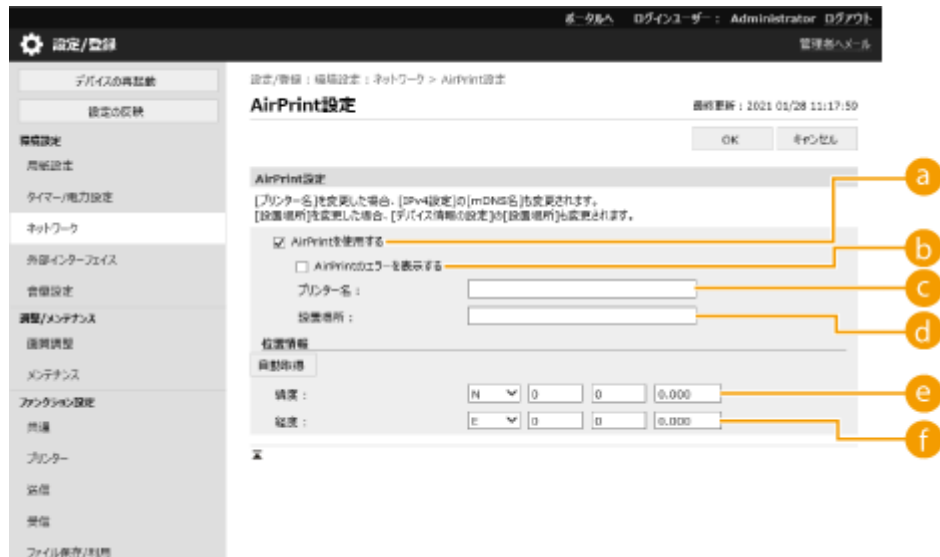 ポータルへ ログインユーザー： Administrator ログアウト
設定/登録
管理者へメール
デバイスの再起動
設定の反映
環境設定
用紙設定
タイマー/電力設定
ネットワーク
外部インターフェイス
音量設定
調整/メンテナンス
画質調整
メンテナンス
ファンクション設定
共通
プリンター
送信
受信
ファイル保存/利用
設定/登録：環境設定：ネットワーク > AirPrint設定
AirPrint設定
最終更新：2021 01/28 11:17:59
OK キャンセル
AirPrint設定
[プリンター名]を変更した場合、[IPv4設定]の[mDNS名]も変更されます。
[設置場所]を変更した場合、[デバイス情報の設定]の[設置場所]も変更されます。
AirPrintを使用する
a
AirPrintのエラーを表示する
b
プリンター名：
c
設置場所：
d
位置情報
自動取得
緯度： N 0 0 0.000
e
経度： E 0 0 0.000
f